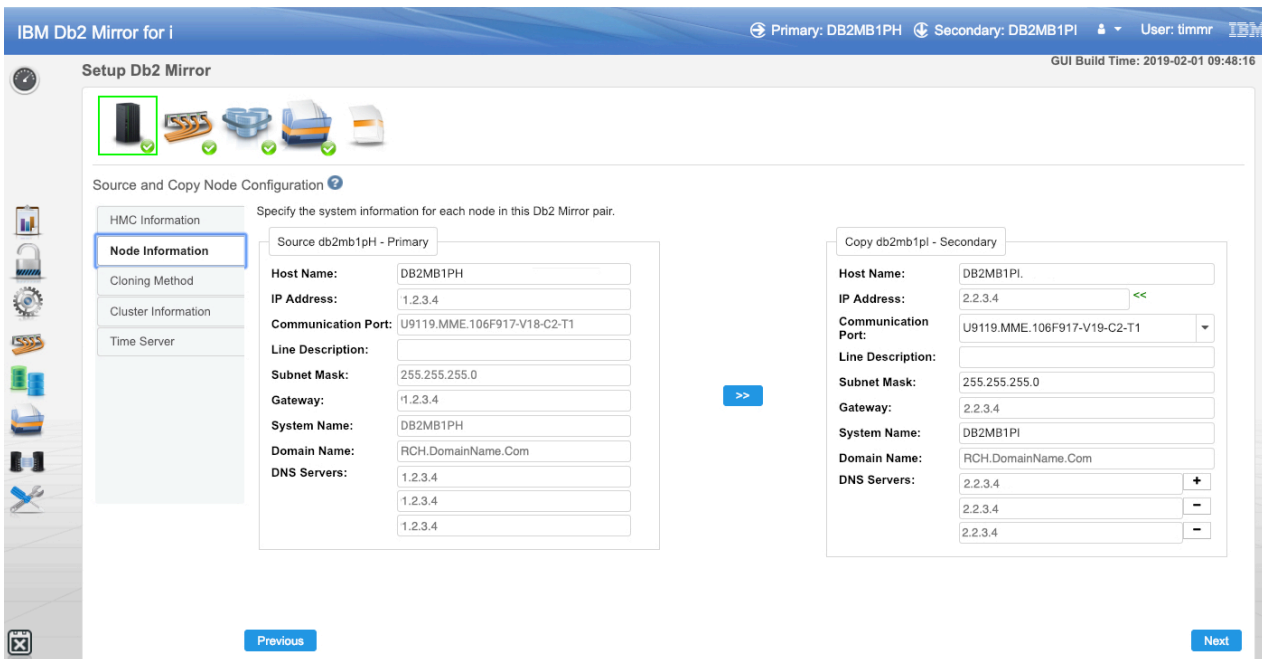 IBM Db2 Mirror for i
Primary: DB2MB1PH Secondary: DB2MB1PI User: timmr IBM
Setup Db2 Mirror
GUI Build Time: 2019-02-01 09:48:16
Source and Copy Node Configuration ?
HMC Information
Node Information
Cloning Method
Cluster Information
Time Server
Specify the system information for each node in this Db2 Mirror pair.
Source db2mb1pH - Primary
Host Name: DB2MB1PH
IP Address: 1.2.3.4
Communication Port: U9119.MME.106F917-V18-C2-T1
Line Description:
Subnet Mask: 255.255.255.0
Gateway: 1.2.3.4
System Name: DB2MB1PH
Domain Name: RCH.DomainName.Com
DNS Servers: 1.2.3.4
1.2.3.4
1.2.3.4
>>
Copy db2mb1pI - Secondary
Host Name: DB2MB1PI.
IP Address: 2.2.3.4 <<
Communication
Port: U9119.MME.106F917-V19-C2-T1
Line Description:
Subnet Mask: 255.255.255.0
Gateway: 2.2.3.4
System Name: DB2MB1PI
Domain Name: RCH.DomainName.Com
DNS Servers: 2.2.3.4 +
2.2.3.4 -
2.2.3.4 -
Previous
Next